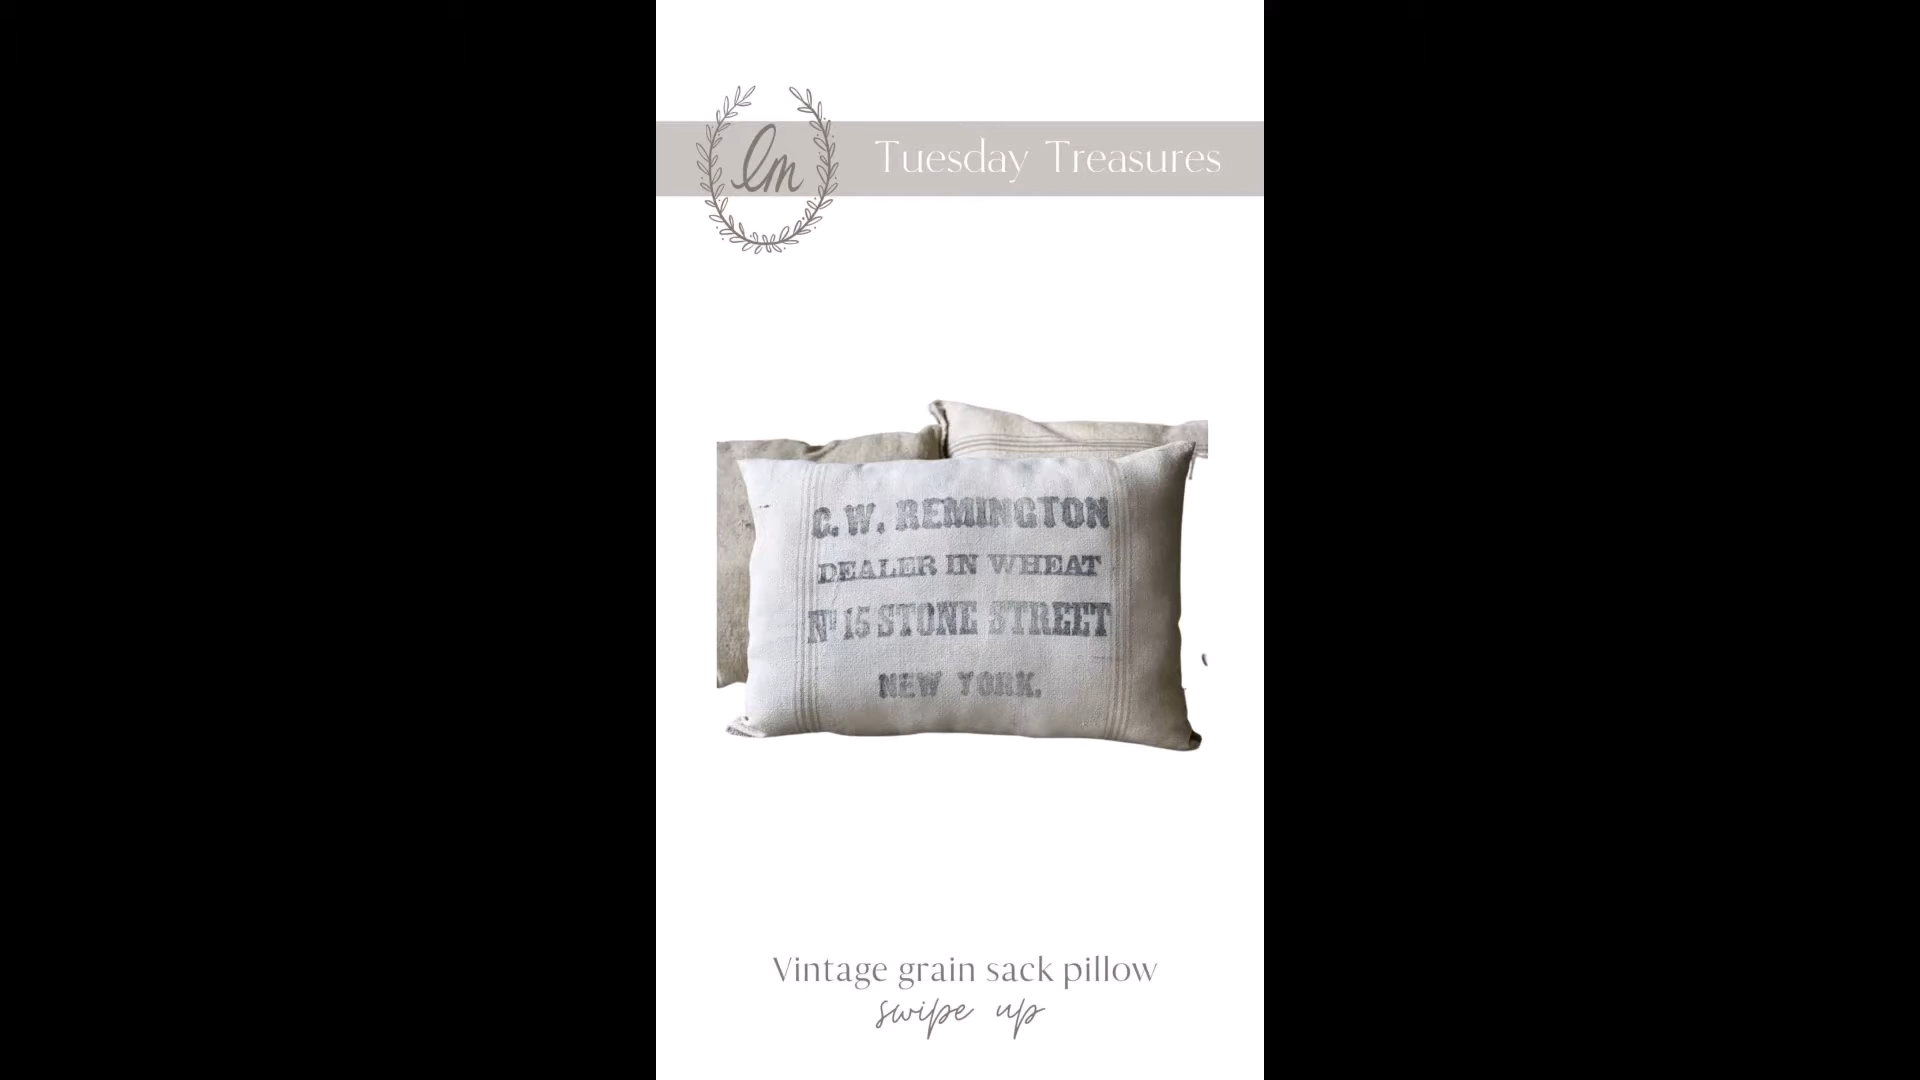 lm
Tuesday Treasures
C. W. REMINGTON
DEALER IN WHEAT
No 15 STONE STREET
NEW YORK.
Vintage grain sack pillow
swipe up